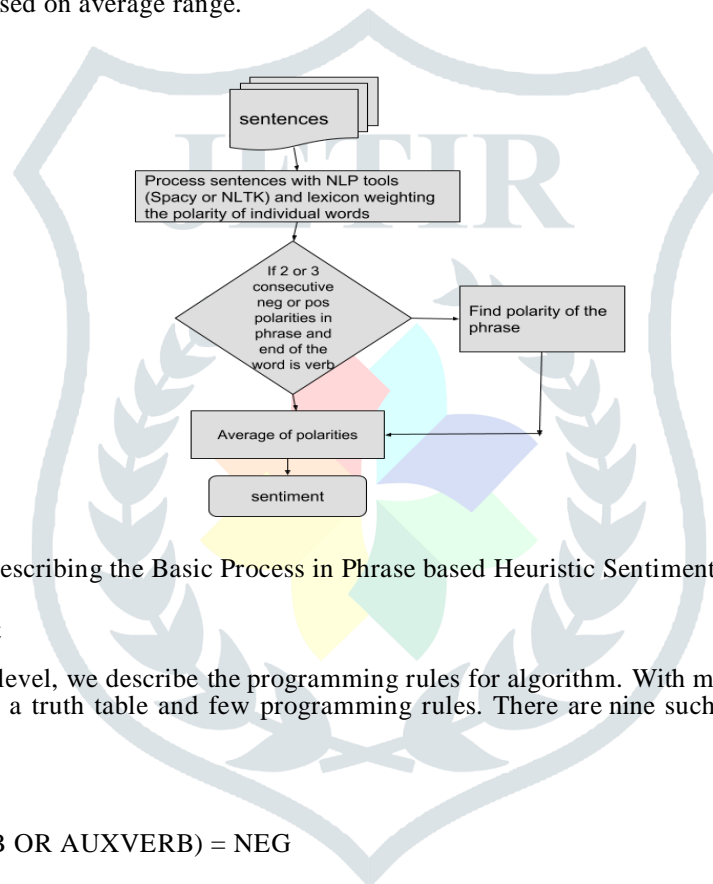 sed on average range.
JETIR
sentences
Process sentences with NLP tools
(Spacy or NLTK) and lexicon weighting
the polarity of individual words
If 2 or 3
consecutive
neg or pos
polarities in
phrase and
end of the
word is verb
Find polarity of the
phrase
Average of polarities
sentiment
escribing the Basic Process in Phrase based Heuristic Sentiment
level, we describe the programming rules for algorithm. With m
a truth table and few programming rules. There are nine such
OR AUXVERB) = NEG